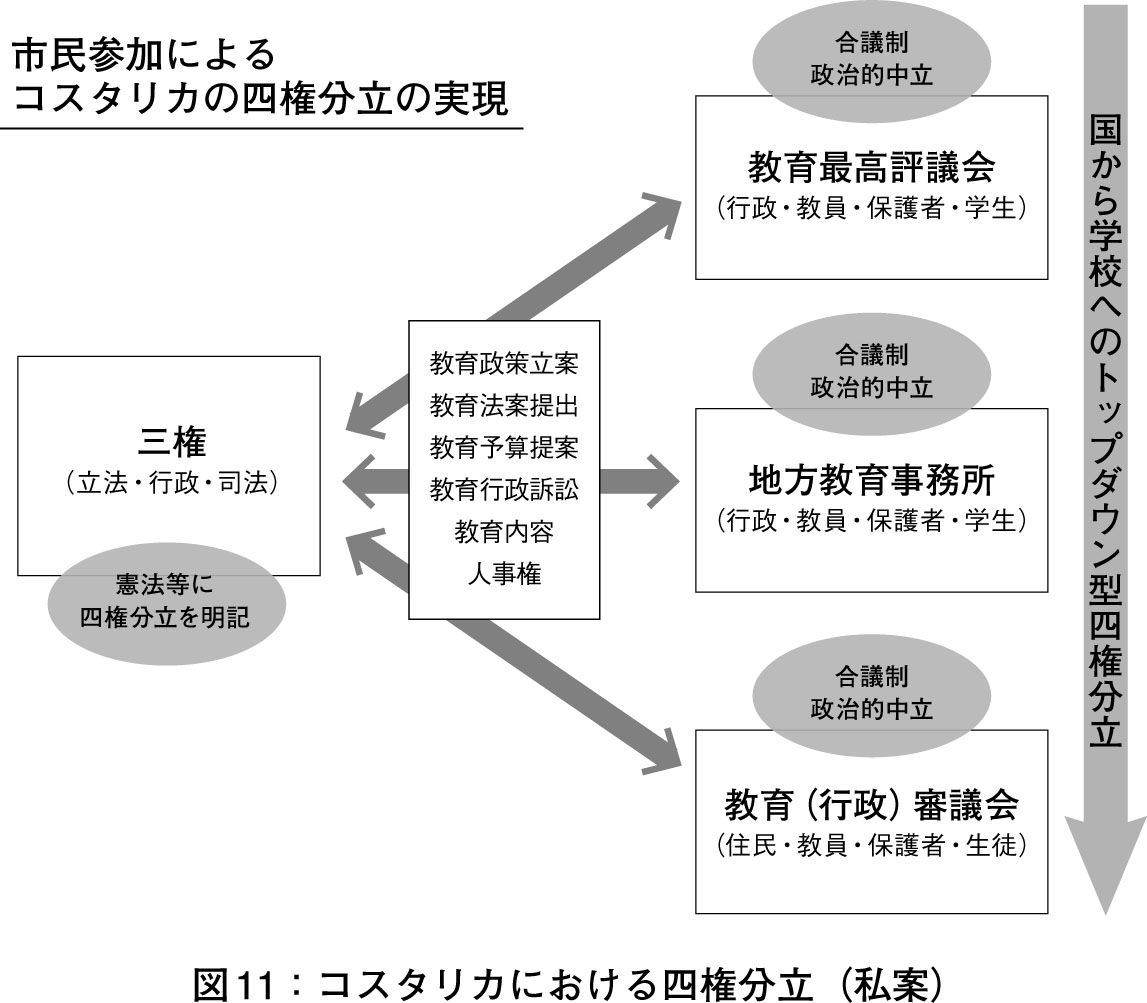 市民参加による
コスタリカの四権分立の実現
合議制
政治的中立
教育最高評議会
（行政・教員・保護者・学生）
教育政策立案
教育法案提出
教育予算提案
教育行政訴訟
教育内容
人事権
三権
（立法・行政・司法）
憲法等に
四権分立を明記
合議制
政治的中立
地方教育事務所
（行政・教員・保護者・学生）
合議制
政治的中立
教育（行政）審議会
（住民・教員・保護者・生徒）
国から学校へのトップダウン型四権分立
図11：コスタリカにおける四権分立（私案）